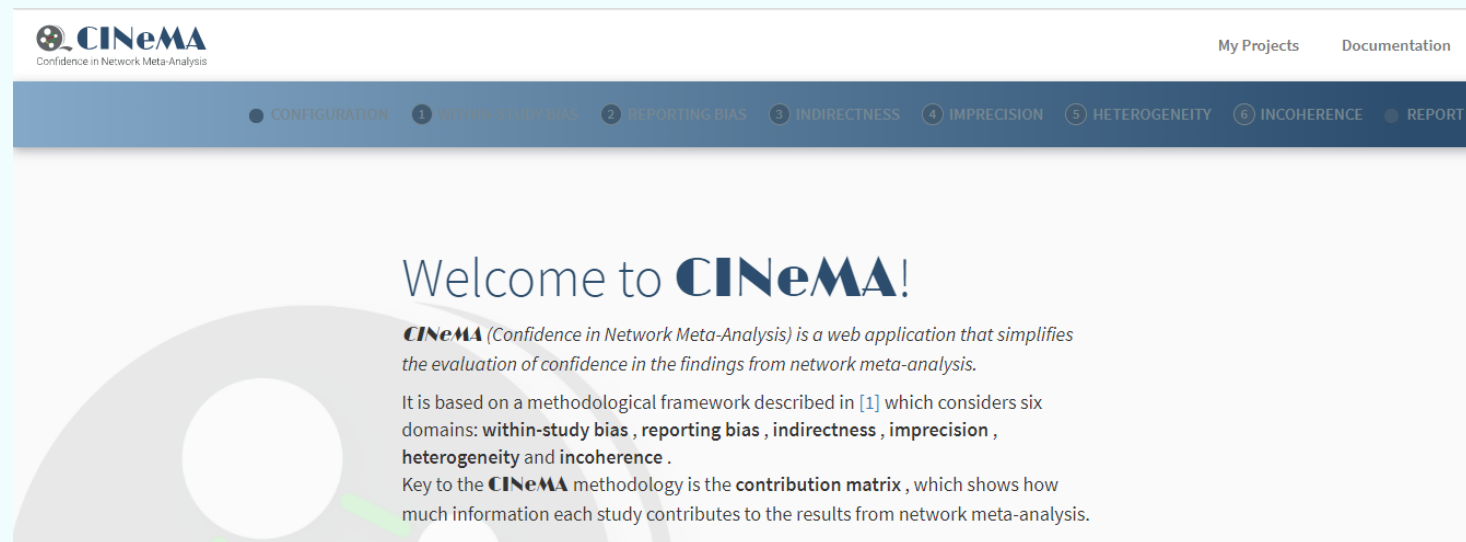 CINeMA
Confidence in Network Meta-Analysis
My Projects Documentation
CONFIGURATION 1 WITHIN-STUDY BIAS 2 REPORTING BIAS 3 INDIRECTNESS 4 IMPRECISION 5 HETEROGENEITY 6 INCOHERENCE REPORT
Welcome to CINeMA!
CINeMA (Confidence in Network Meta-Analysis) is a web application that simplifies
the evaluation of confidence in the findings from network meta-analysis.
It is based on a methodological framework described in [1] which considers six
domains: within-study bias , reporting bias , indirectness , imprecision ,
heterogeneity and incoherence .
Key to the CINeMA methodology is the contribution matrix , which shows how
much information each study contributes to the results from network meta-analysis.